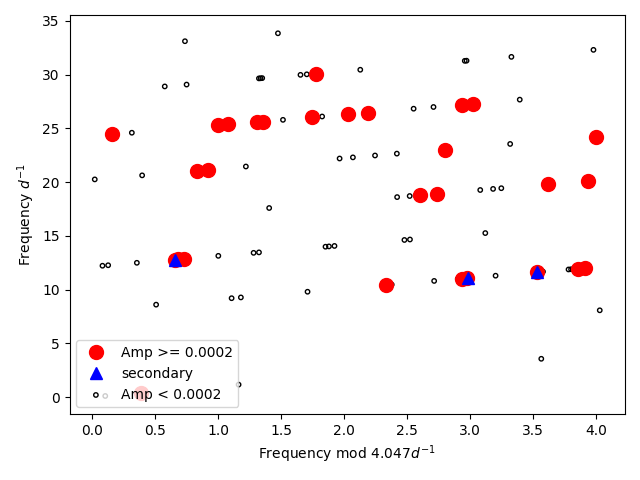 35
30
25
20
15
10
5
0
Frequency $d^{-1}$
Amp >= 0.0002
secondary
Amp < 0.0002
0.0 0.5 1.0 1.5 2.0 2.5 3.0 3.5 4.0
Frequency mod 4.047$d^{-1}$